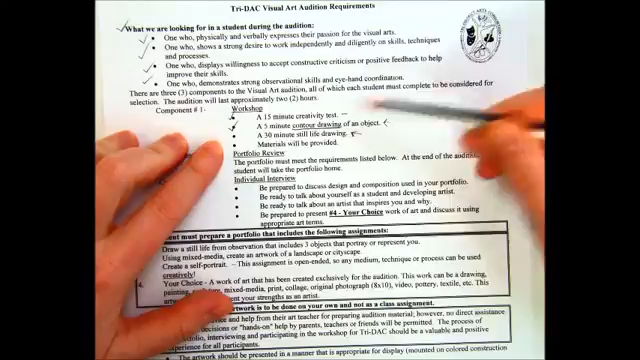 Tri-DAC Visual Art Audition Requirements
What we are looking for in a student during the audition:
• One who, physically and verbally expresses their passion for the visual arts.
• One who, shows a strong desire to work independently and diligently on skills, techniques
and processes.
• One who, displays willingness to accept constructive criticism or positive feedback to help
improve their skills.
• One who, demonstrates strong observational skills and eye-hand coordination.
There are three (3) components to the Visual Art audition, all of which each student must complete to be considered for
selection. The audition will last approximately two (2) hours.
Component # 1- Workshop
• A 15 minute creativity test.
• A 5 minute contour drawing of an object.
• A 30 minute still life drawing.
• Materials will be provided.
Portfolio Review
The portfolio must meet the requirements listed below. At the end of the
student will take the portfolio home.
Individual Interview
• Be prepared to discuss design and composition used in your portfolio.
• Be ready to talk about yourself as a student and developing artist.
• Be ready to talk about an artist that inspires you and why.
• Be prepared to present #4 - Your Choice work of art and discuss it using
appropriate art terms.
must prepare a portfolio that includes the following assignments:
Draw a still life from observation that includes 3 objects that portray or represent you.
Using mixed-media, create an artwork of a landscape or cityscape.
Create a self-portrait. - This assignment is open-ended, so any medium, technique or process can be used
creatively!
4. Your Choice - A work of art that has been created exclusively for the audition. This work can be a drawing,
painting, mixed-media, print, collage, original photograph (8x10), video, pottery, textile, etc. This
your strengths as an artist.
artwork is to be done on your own and not as a class assignment.
and help from their art teacher for preparing audition material; however, no direct assistance
decisions or "hands-on" help by parents, teachers or friends will be permitted. The process of
interviewing and participating in the workshop for Tri-DAC should be a valuable and positive
experience for all participants.
• The artwork should be presented in a manner that is appropriate for display (mounted on colored construction